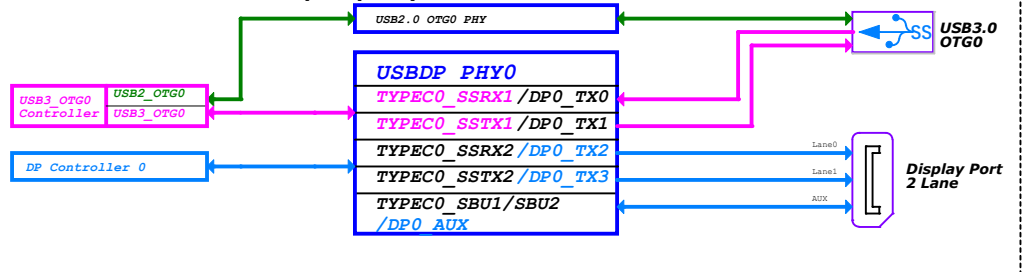 USB2.0 OTG0 PHY
SS
USB3.0
OTG0
USBDP PHY0
USB3_OTG0
Controller
USB2_OTG0
USB3_OTG0
TYPEC0_SSRX1/DP0_TX0
TYPEC0_SSTX1/DP0_TX1
TYPEC0_SSRX2/DP0_TX2
TYPEC0_SSTX2/DP0_TX3
TYPEC0_SBU1/SBU2
/DP0_AUX
DP Controller 0
Lane0
Lane1
AUX
Display Port
2 Lane